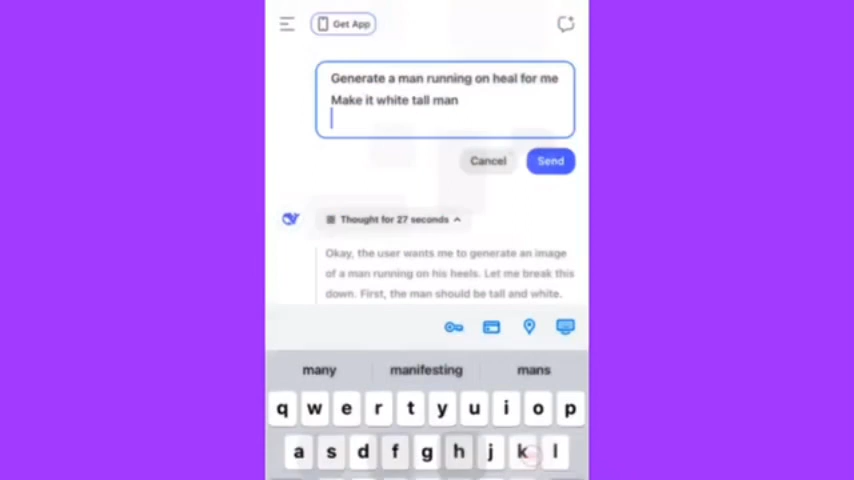 Get App
Generate a man running on heal for me
Make it white tall man
Cancel Send
Thought for 27 seconds
Okay, the user wants me to generate an image
of a man running on his heels. Let me break this
down. First, the man should be tall and white.
many manifesting mans
q w e r t y u i o p
a s d f g h j k l